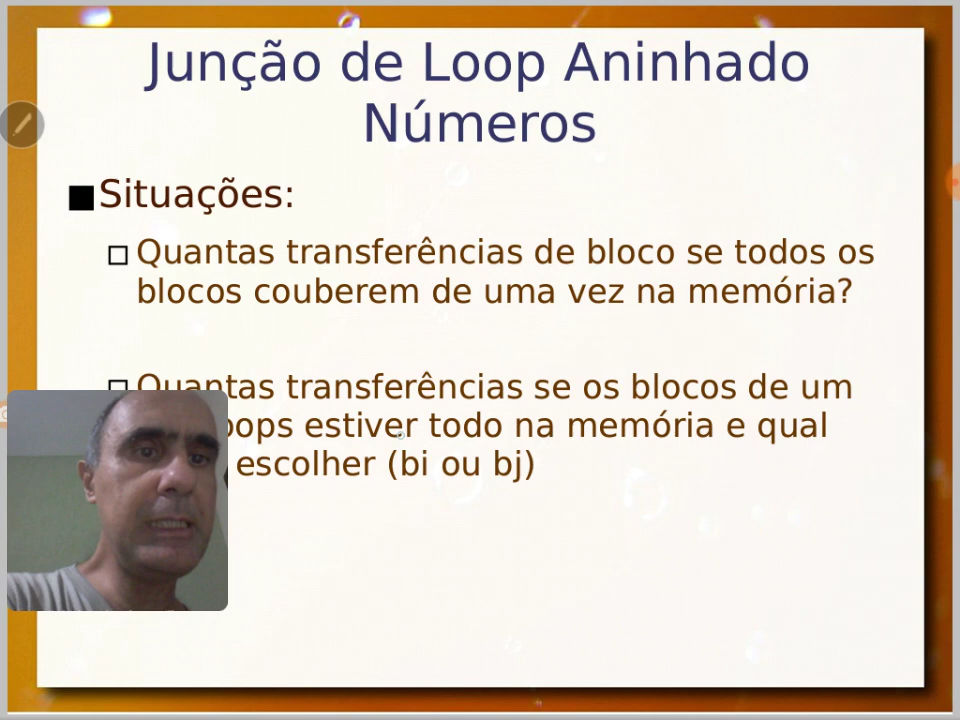 Junção de Loop Aninhado
Números
Situações:
Quantas transferências de bloco se todos os
blocos couberem de uma vez na memória?
Quantas transferências se os blocos de um
oops estiver todo na memória e qual
escolher (bi ou bj)